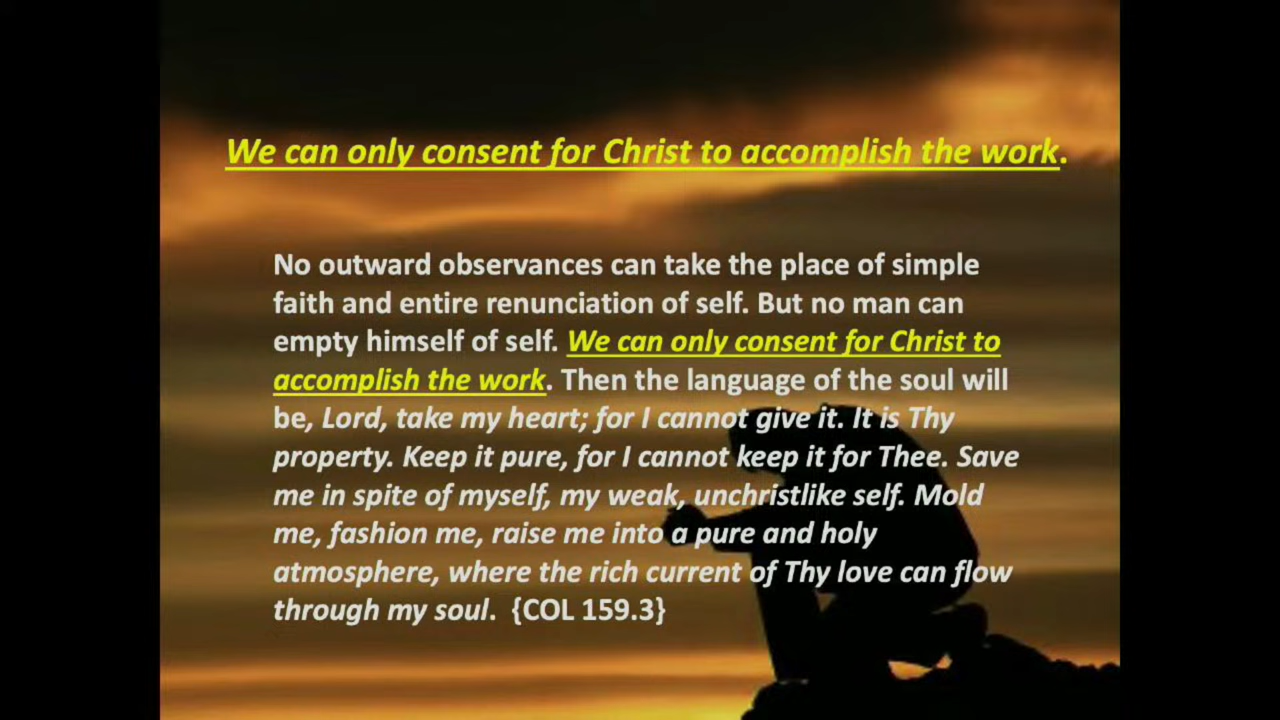 We can only consent for Christ to accomplish the work.
No outward observances can take the place of simple
faith and entire renunciation of self. But no man can
empty himself of self. We can only consent for Christ to
accomplish the work. Then the language of the soul will
be, Lord, take my heart; for I cannot give it. It is Thy
property. Keep it pure, for I cannot keep it for Thee. Save
me in spite of myself, my weak, unchristlike self. Mold
me, fashion me, raise me into a pure and holy
atmosphere, where the rich current of Thy love can flow
through my soul. {COL 159.3}